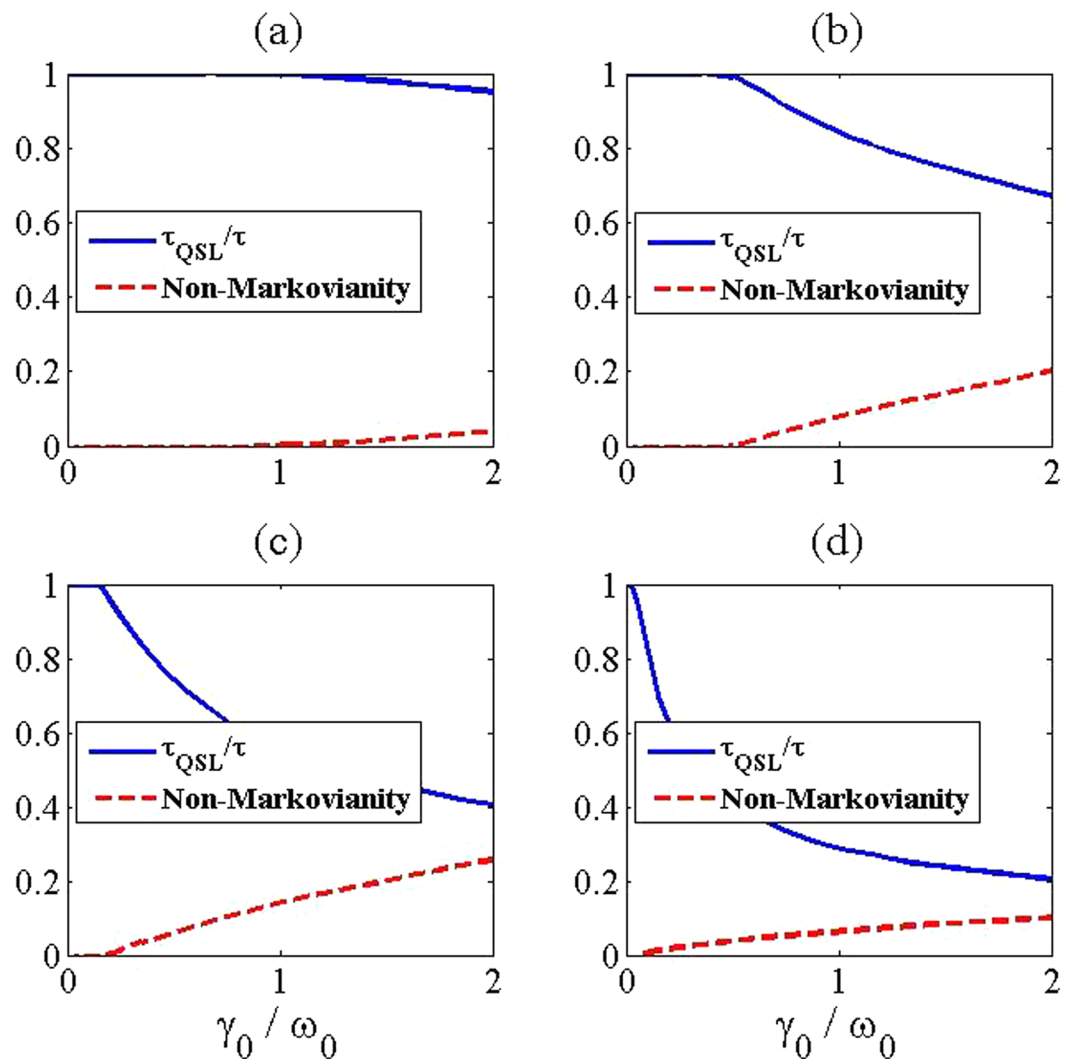 (a) (b)
1 1
0.8 0.8
0.6 0.6
τQSL/τ τQSL/τ
Non-Markovianity Non-Markovianity
0.4 0.4
0.2 0.2
0 0
0 1 2 0 1 2
(c) (d)
1 1
0.8 0.8
0.6 0.6
τQSL/τ τQSL/τ
Non-Markovianity Non-Markovianity
0.4 0.4
0.2 0.2
0 0
0 1 2 0 1 2
γ0 / ω0 γ0 / ω0